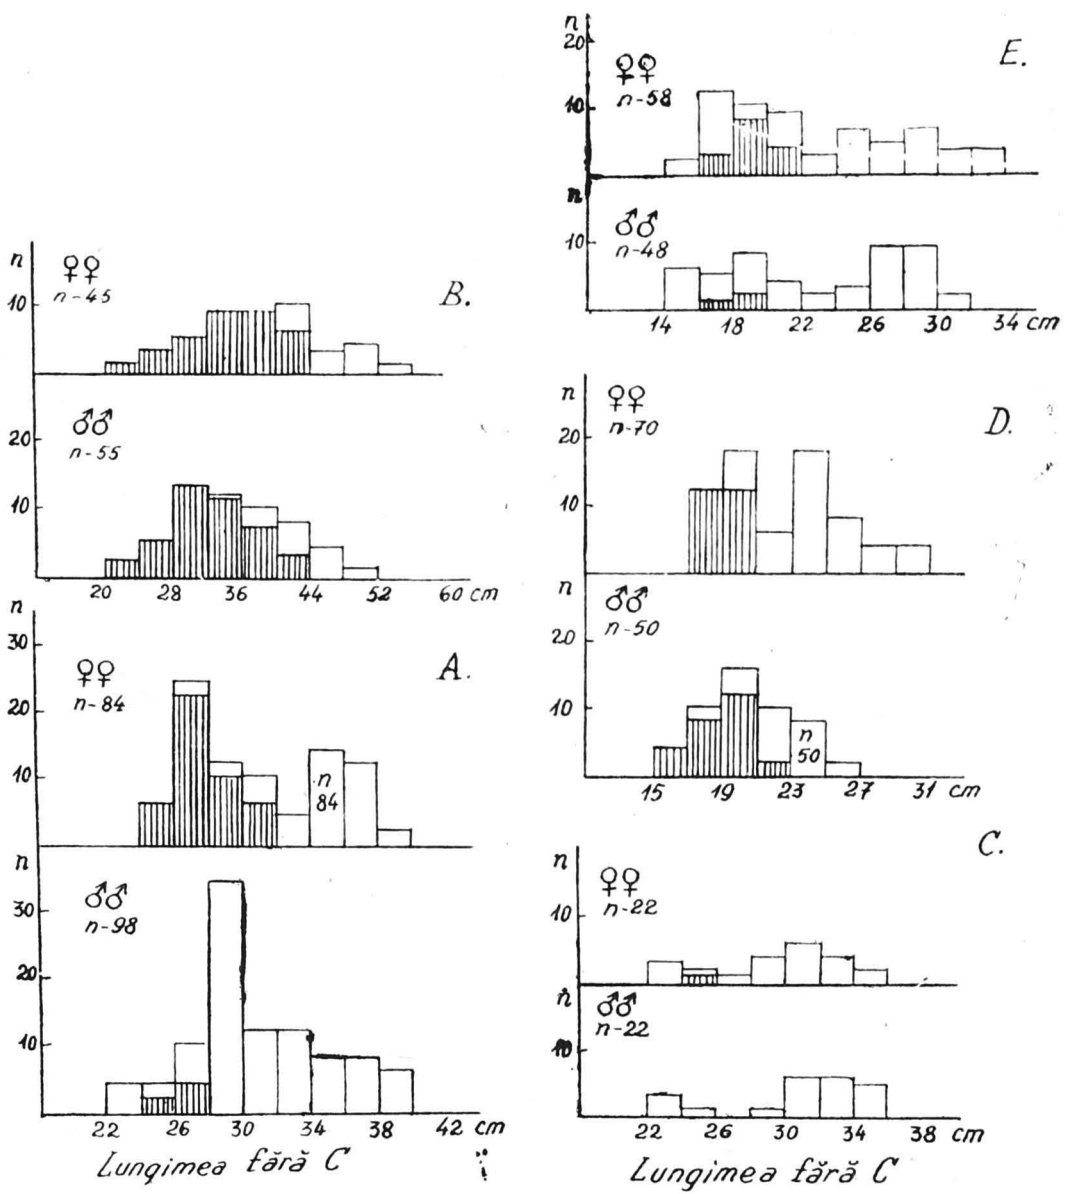 n
20
10
♀♀
n-58
E.
n
10
♂♂
n-48
14 18 22 26 30 34 cm
n
10
♀♀
n-45
B.
20
10
♂♂
n-55
20 28 36 44 52 60 cm
n
20
10
♀♀
n-70
D.
n
20
10
♂♂
n-50
n
50
15 19 23 27 31 cm
n
30
20
10
♀♀
n-84
A.
n
84
n
30
20
10
♂♂
n-98
22 26 30 34 38 42 cm
Lungimea fără C
C.
n
10
♀♀
n-22
n
10
♂♂
n-22
22 26 30 34 38 cm
Lungimea fără C